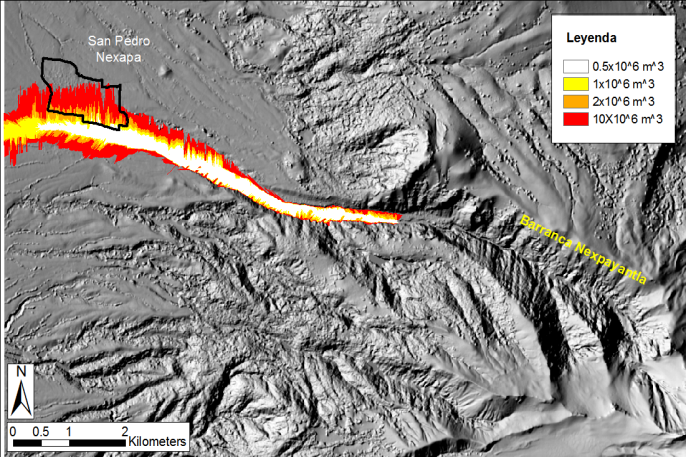 San Pedro
Nexapa
Leyenda
0.5x10^6 m^3
1x10^6 m^3
2x10^6 m^3
10X10^6 m^3
Barranca Nexpayantla
N
0 0.5 1 2
Kilometers